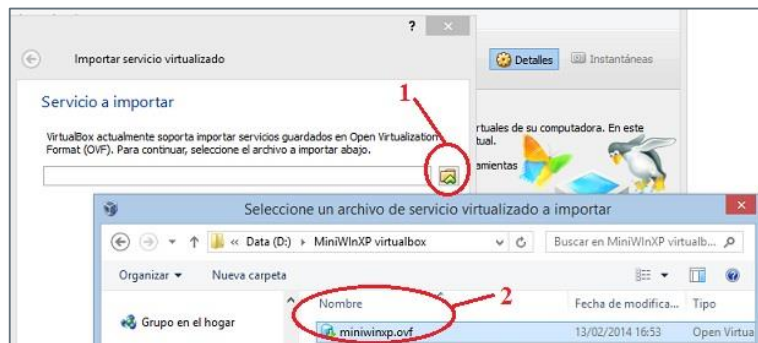 ?
Importar servicio virtualizado
Detalles
Instantáneas
Servicio a importar
1
VirtualBox actualmente soporta importar servicios guardados en Open Virtualization
Format (OVF). Para continuar, seleccione el archivo a importar abajo.
rtuales de su computadora. En este
tual.
amientas
Seleccione un archivo de servicio virtualizado a importar
« Data (D:) MiniWInXP virtualbox
Buscar en MiniWInXP virtualb...
Organizar
Nueva carpeta
Nombre
2
Fecha de modifica...
Tipo
Grupo en el hogar
miniwinxp.ovf
13/02/2014 16:53
Open Virtua